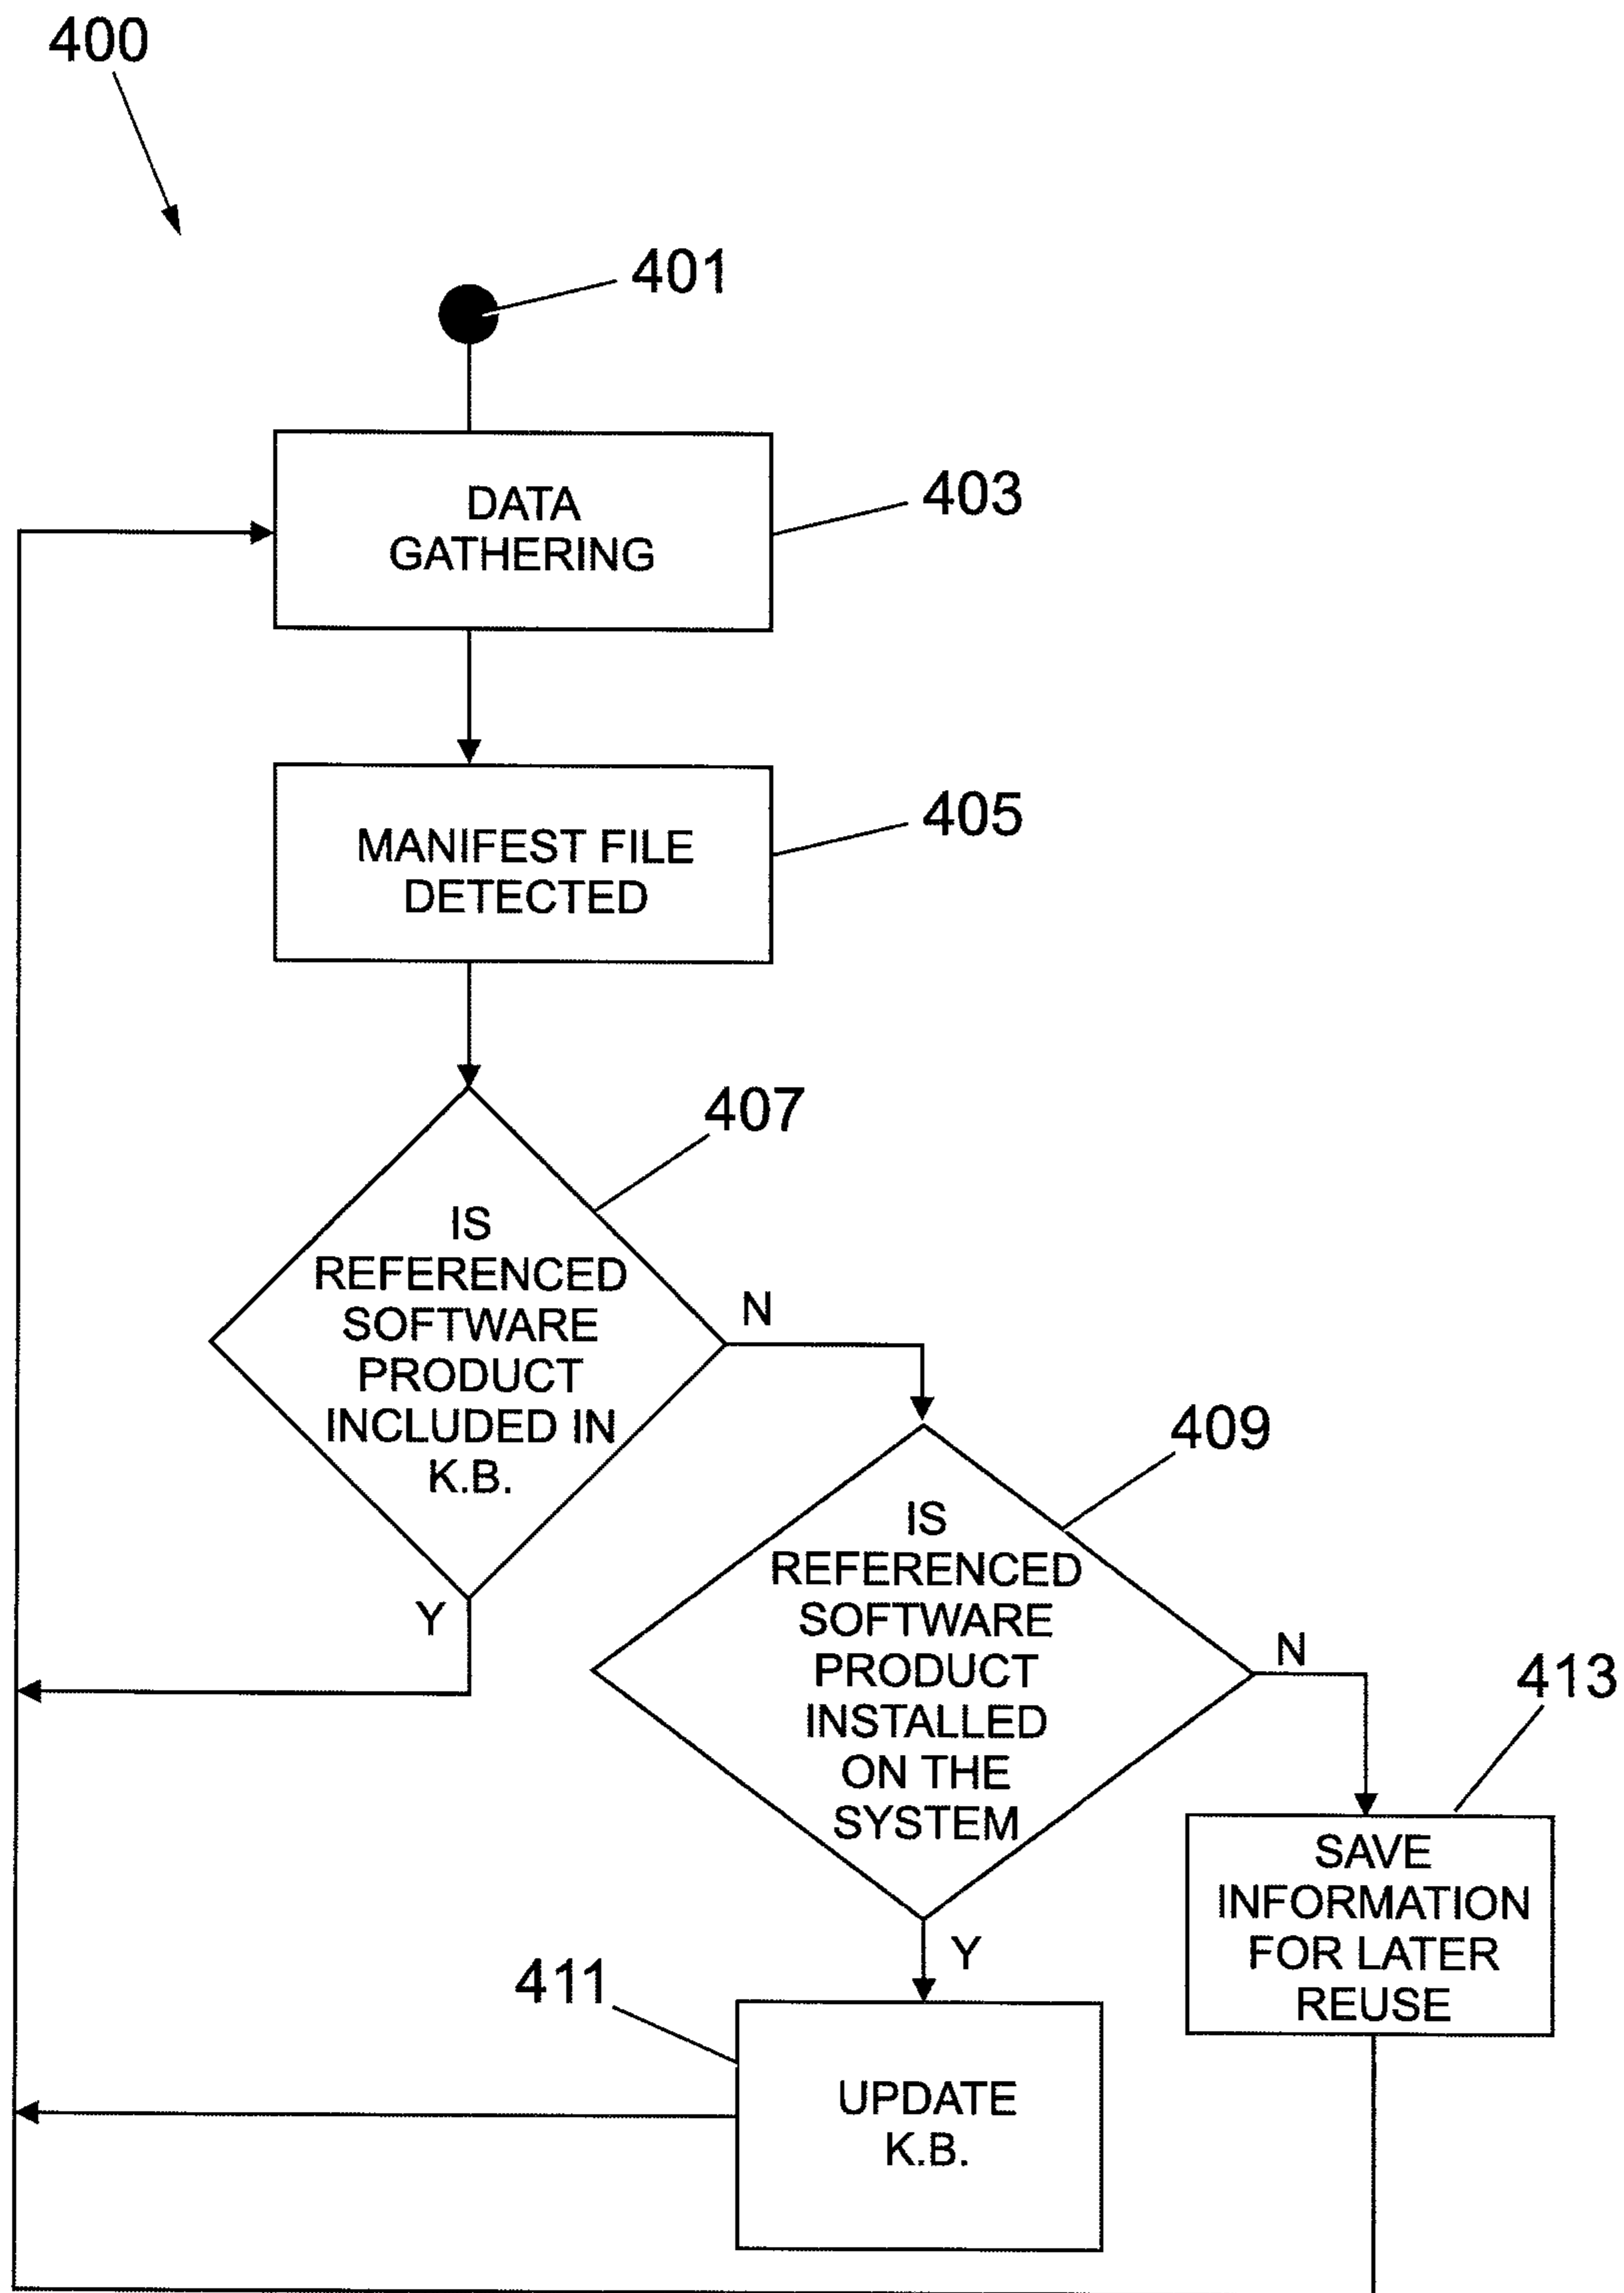 400
401
DATA
GATHERING
403
MANIFEST FILE
DETECTED
405
407
IS
REFERENCED
SOFTWARE
PRODUCT
INCLUDED IN
K.B.
N
Y
409
IS
REFERENCED
SOFTWARE
PRODUCT
INSTALLED
ON THE
SYSTEM
N
Y
413
SAVE
INFORMATION
FOR LATER
REUSE
411
UPDATE
K.B.